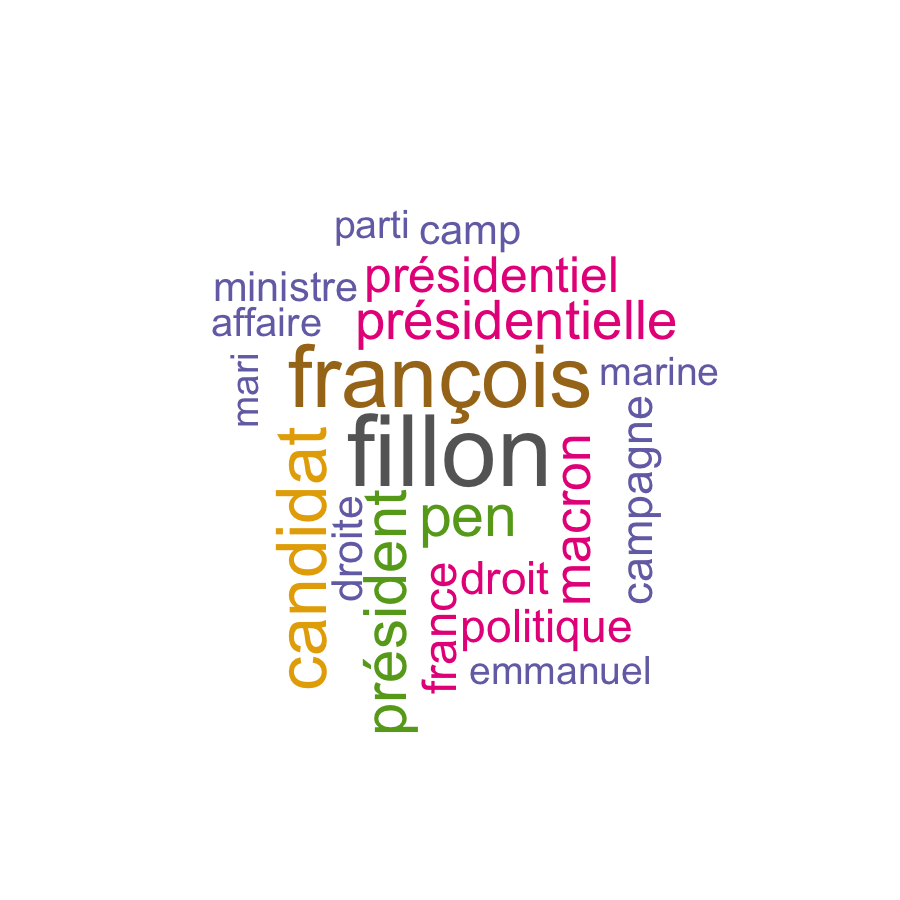 parti camp
ministre présidentiel
affaire présidentielle
mari françois marine
candidat fillon macron campagne
droite président pen
france droit
politique
emmanuel